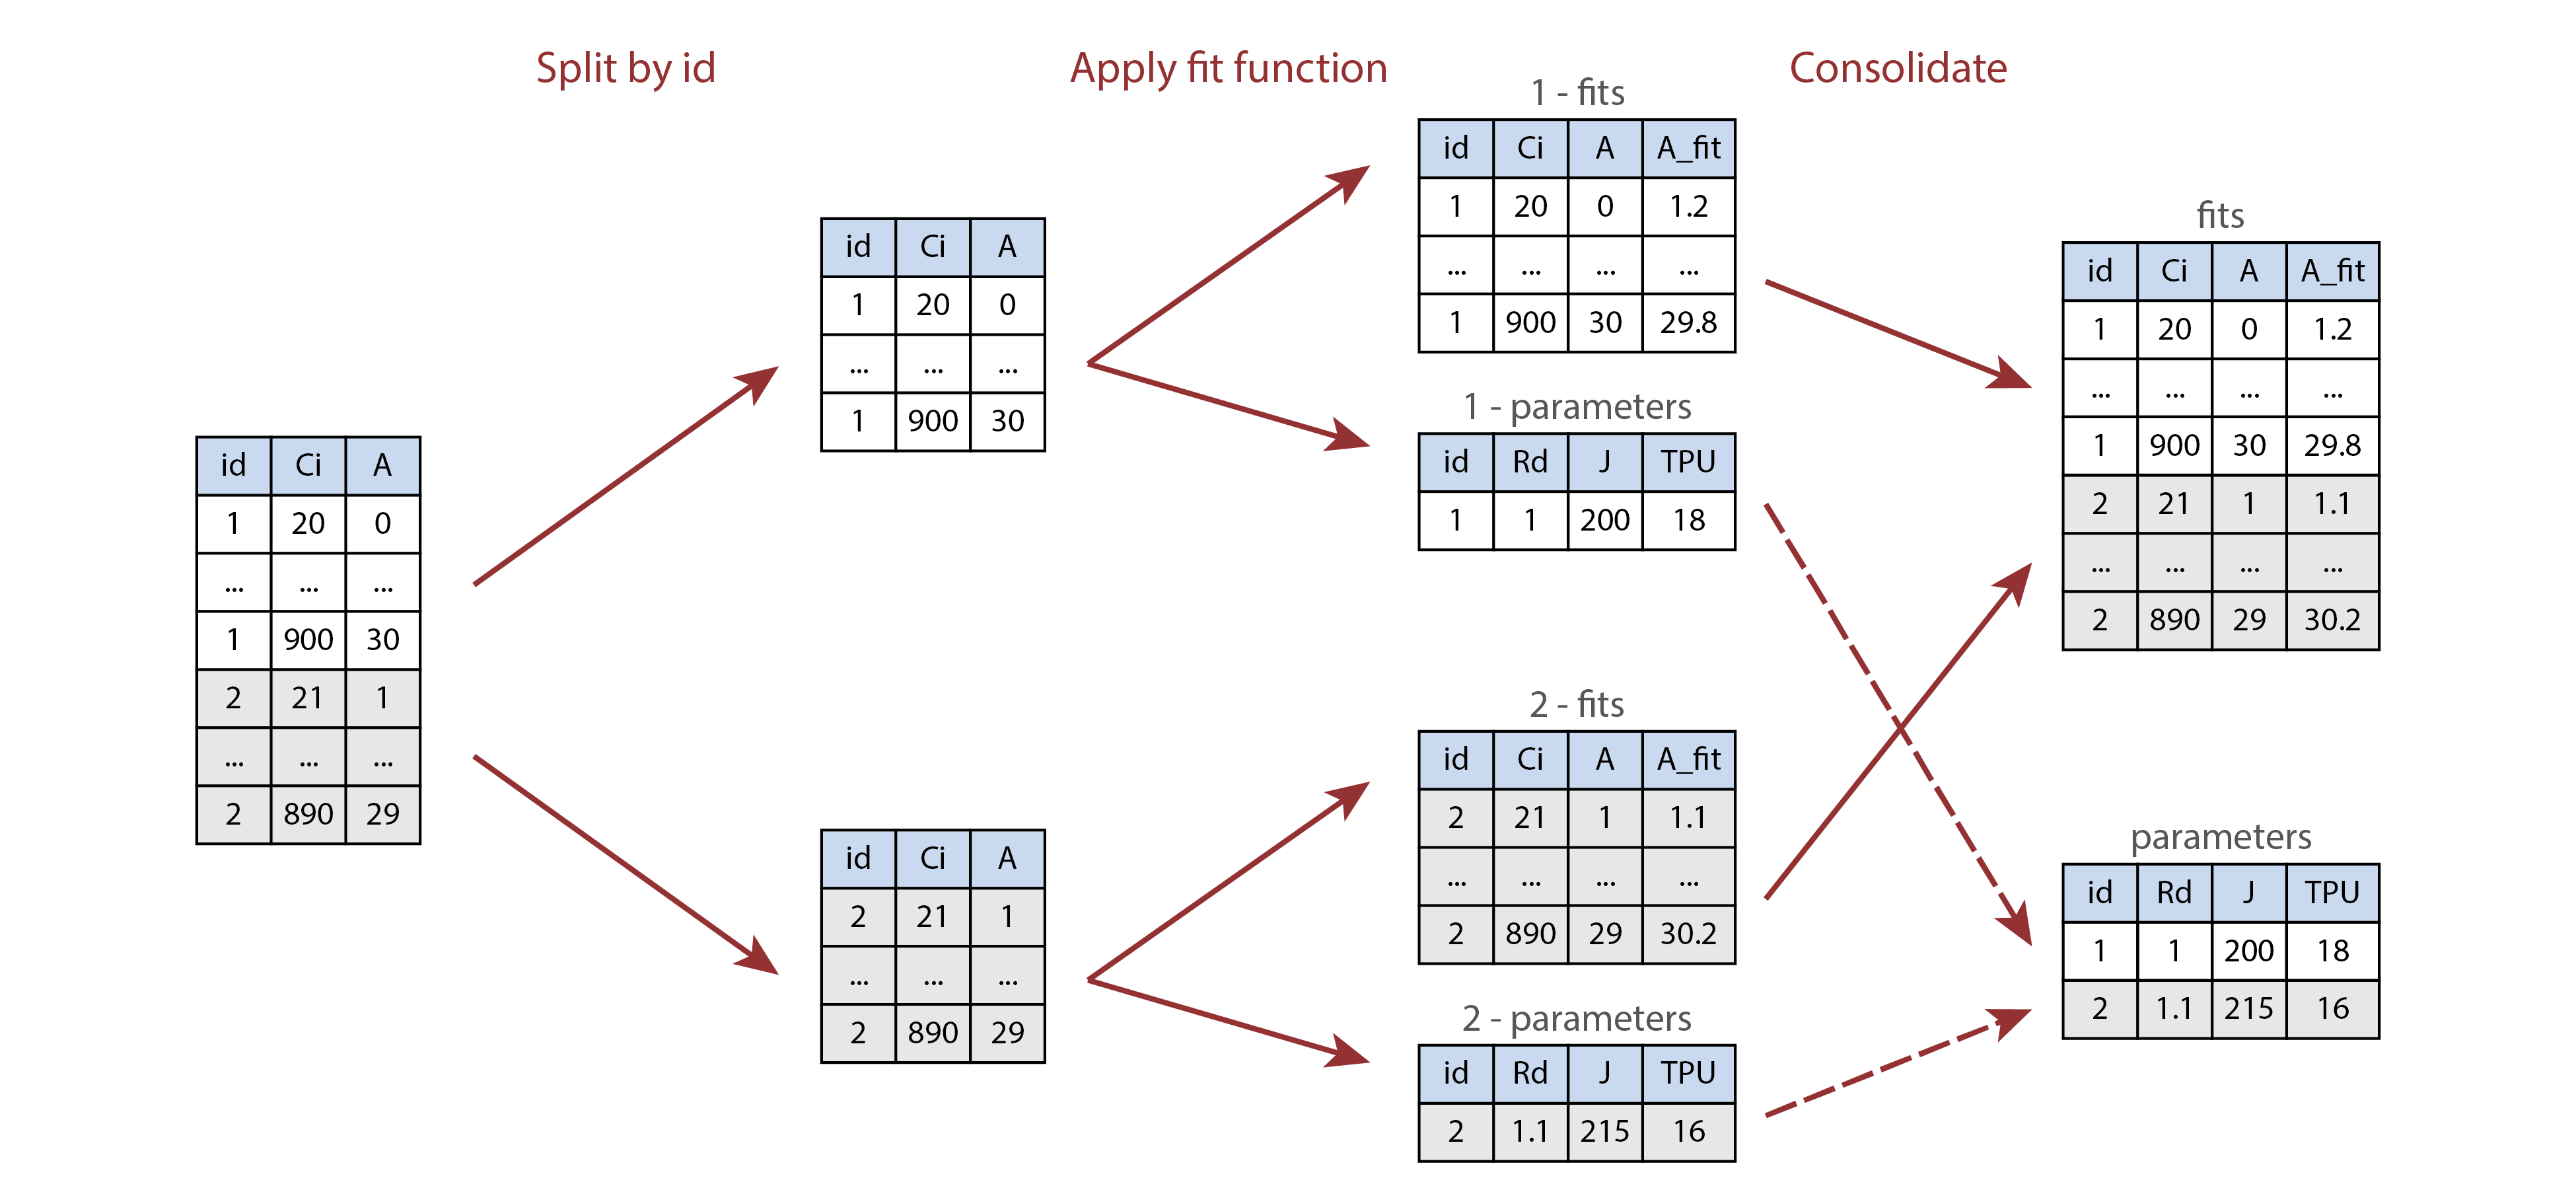 Split by id
Apply fit function
Consolidate
id Ci A
1 20 0
... ... ...
1 900 30
2 21 1
... ... ...
2 890 29
id Ci A
1 20 0
... ... ...
1 900 30
id Ci A
2 21 1
... ... ...
2 890 29
1 - fits
id Ci A A_fit
1 20 0 1.2
... ... ... ...
1 900 30 29.8
1 - parameters
id Rd J TPU
1 1 200 18
2 - fits
id Ci A A_fit
2 21 1 1.1
... ... ... ...
2 890 29 30.2
2 - parameters
id Rd J TPU
2 1.1 215 16
fits
id Ci A A_fit
1 20 0 1.2
... ... ... ...
1 900 30 29.8
2 21 1 1.1
... ... ... ...
2 890 29 30.2
parameters
id Rd J TPU
1 1 200 18
2 1.1 215 16